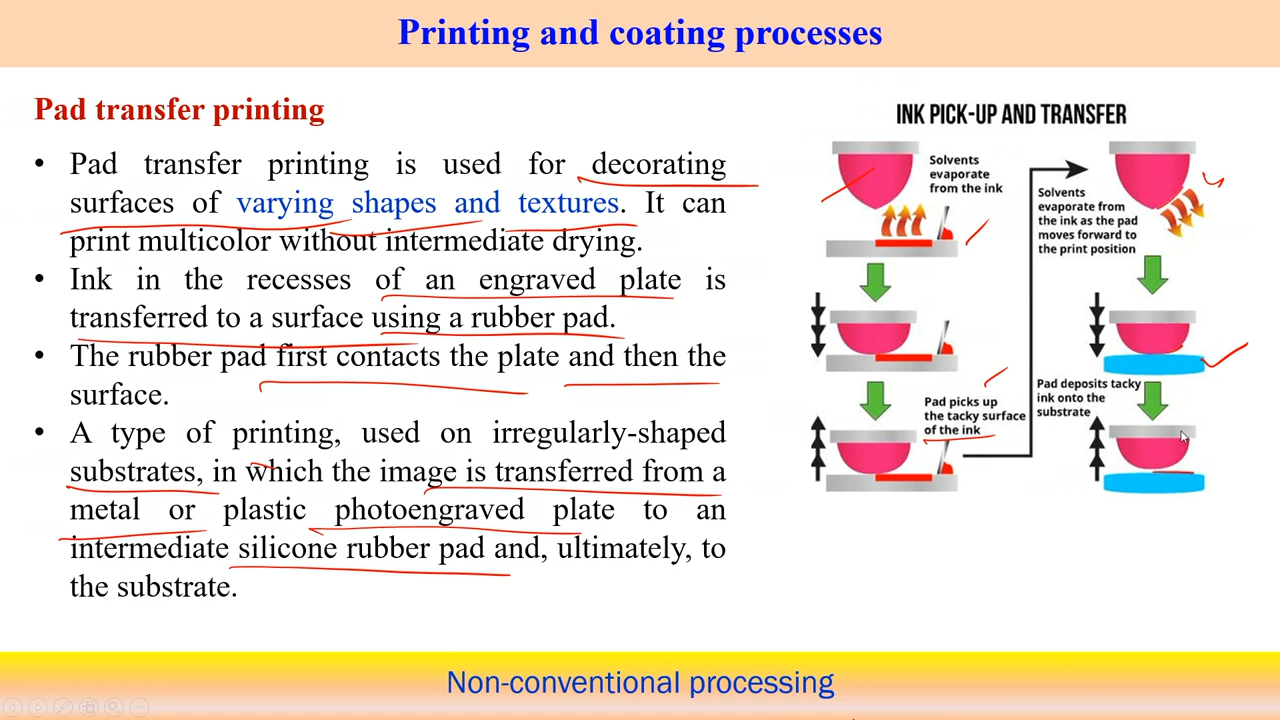 Printing and coating processes
Pad transfer printing
• Pad transfer printing is used for decorating
surfaces of varying shapes and textures. It can
print multicolor without intermediate drying.
• Ink in the recesses of an engraved plate is
transferred to a surface using a rubber pad.
• The rubber pad first contacts the plate and then the
surface.
• A type of printing, used on irregularly-shaped
substrates, in which the image is transferred from a
metal or plastic photoengraved plate to an
intermediate silicone rubber pad and, ultimately, to
the substrate.
INK PICK-UP AND TRANSFER
Solvents
evaporate
from the ink
Pad picks up
the tacky surface
of the ink
Solvents
evaporate from
the ink as the pad
moves forward to
the print position
Pad deposits tacky
ink onto the
substrate
Non-conventional processing